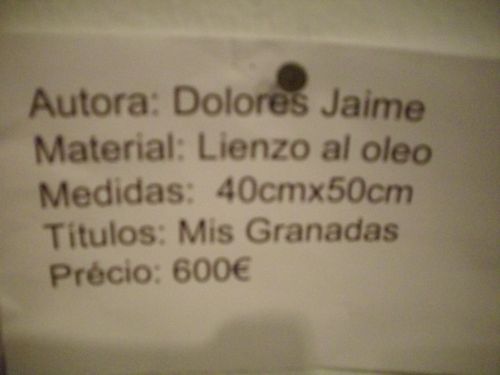 Autora: Dolores Jaime
Material: Lienzo al oleo
Medidas: 40cmx50cm
Títulos: Mis Granadas
Précio: 600€